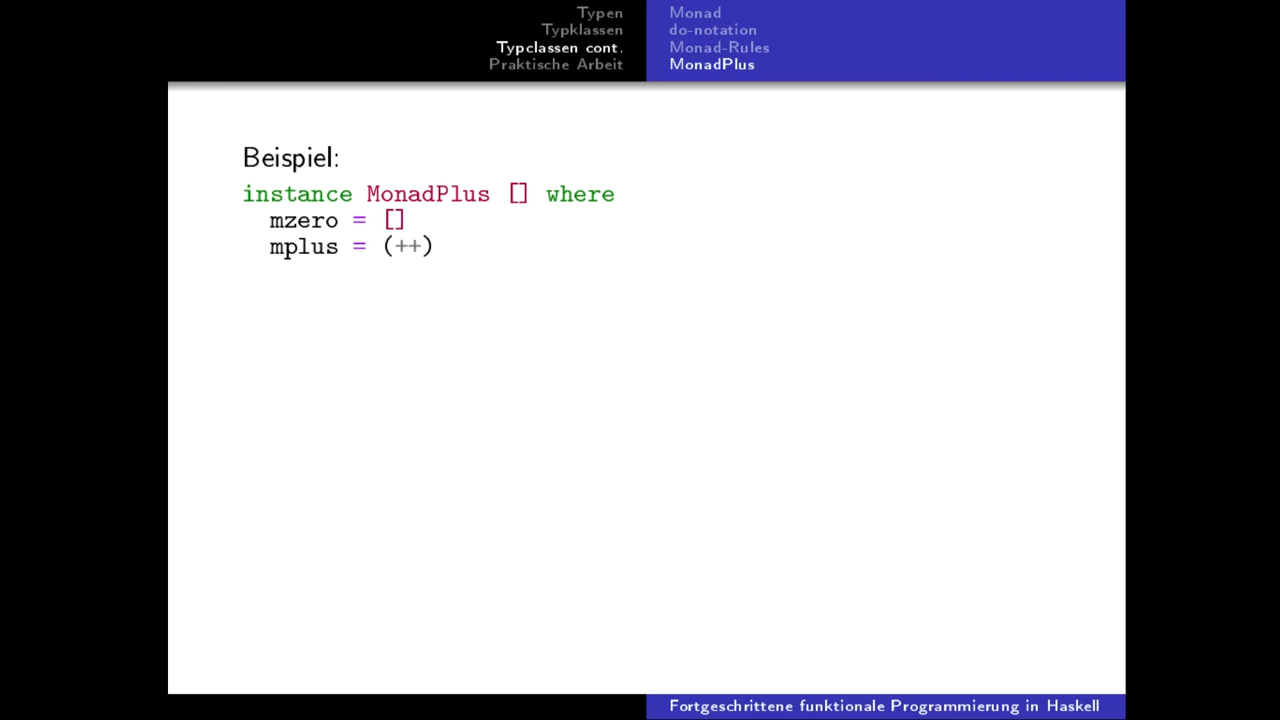 Typen
Typklassen
Typclassen cont.
Praktische Arbeit
Monad
do-notation
Monad-Rules
MonadPlus
Beispiel:
instance MonadPlus [] where
  mzero = []
  mplus = (++)
Fortgeschrittene funktionale Programmierung in Haskell